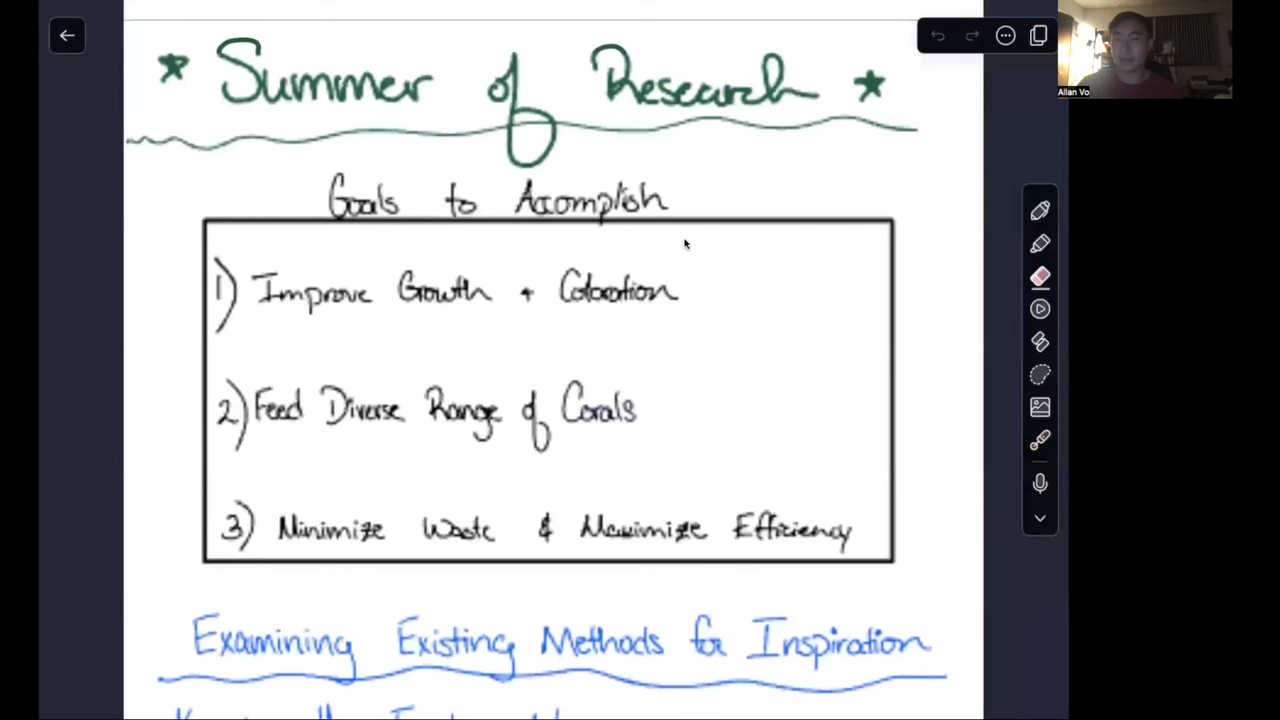 * Summer of Research *
Allan Vo
Goals to Accomplish
1) Improve Growth + Coloration
2) Feed Diverse Range of Corals
3) Minimize Waste & Maximize Efficiency
Examining Existing Methods for Inspiration